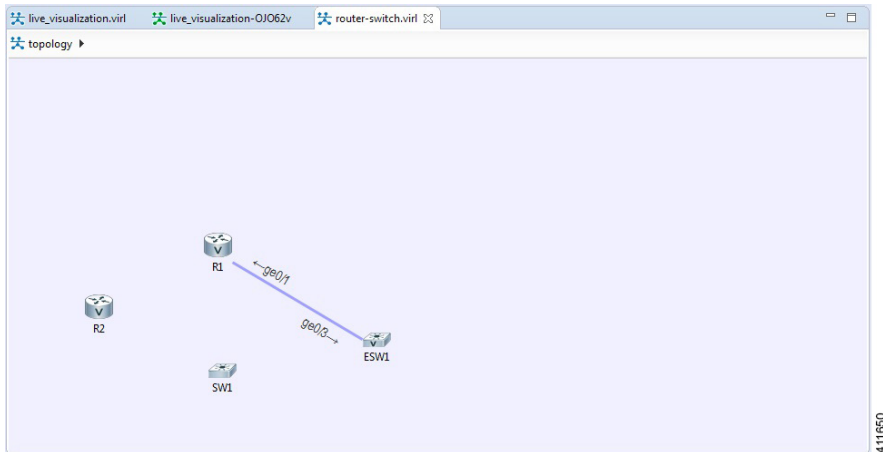 live_visualization.virl
live_visualization-OJO62v
router-switch.virl
topology
R1
←ge0/1
R2
ge0/3→
ESW1
SW1
411650